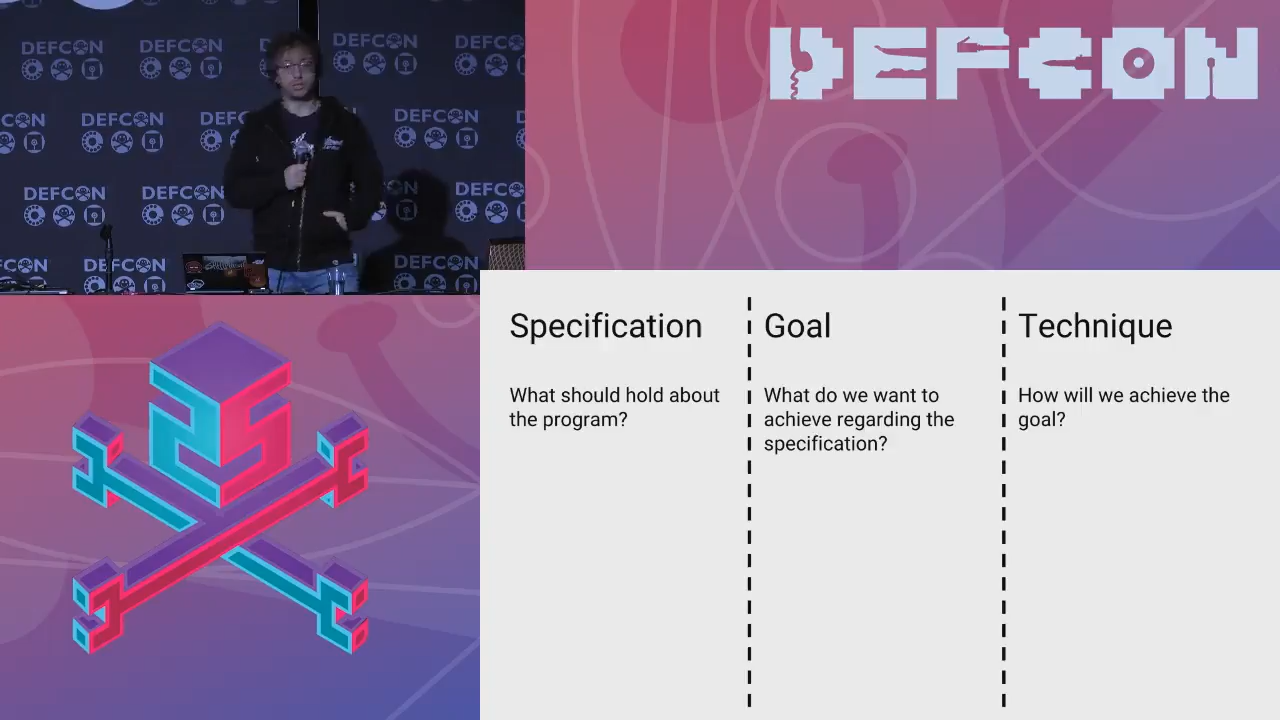 DEFCON
DEFCON DEFCON DEFCON DEFCON
DEFCON DEFCON
DEFCON DEFCON DEFCON
DEFCON DEFCON
Specification
What should hold about
the program?
Goal
What do we want to
achieve regarding the
specification?
Technique
How will we achieve the
goal?